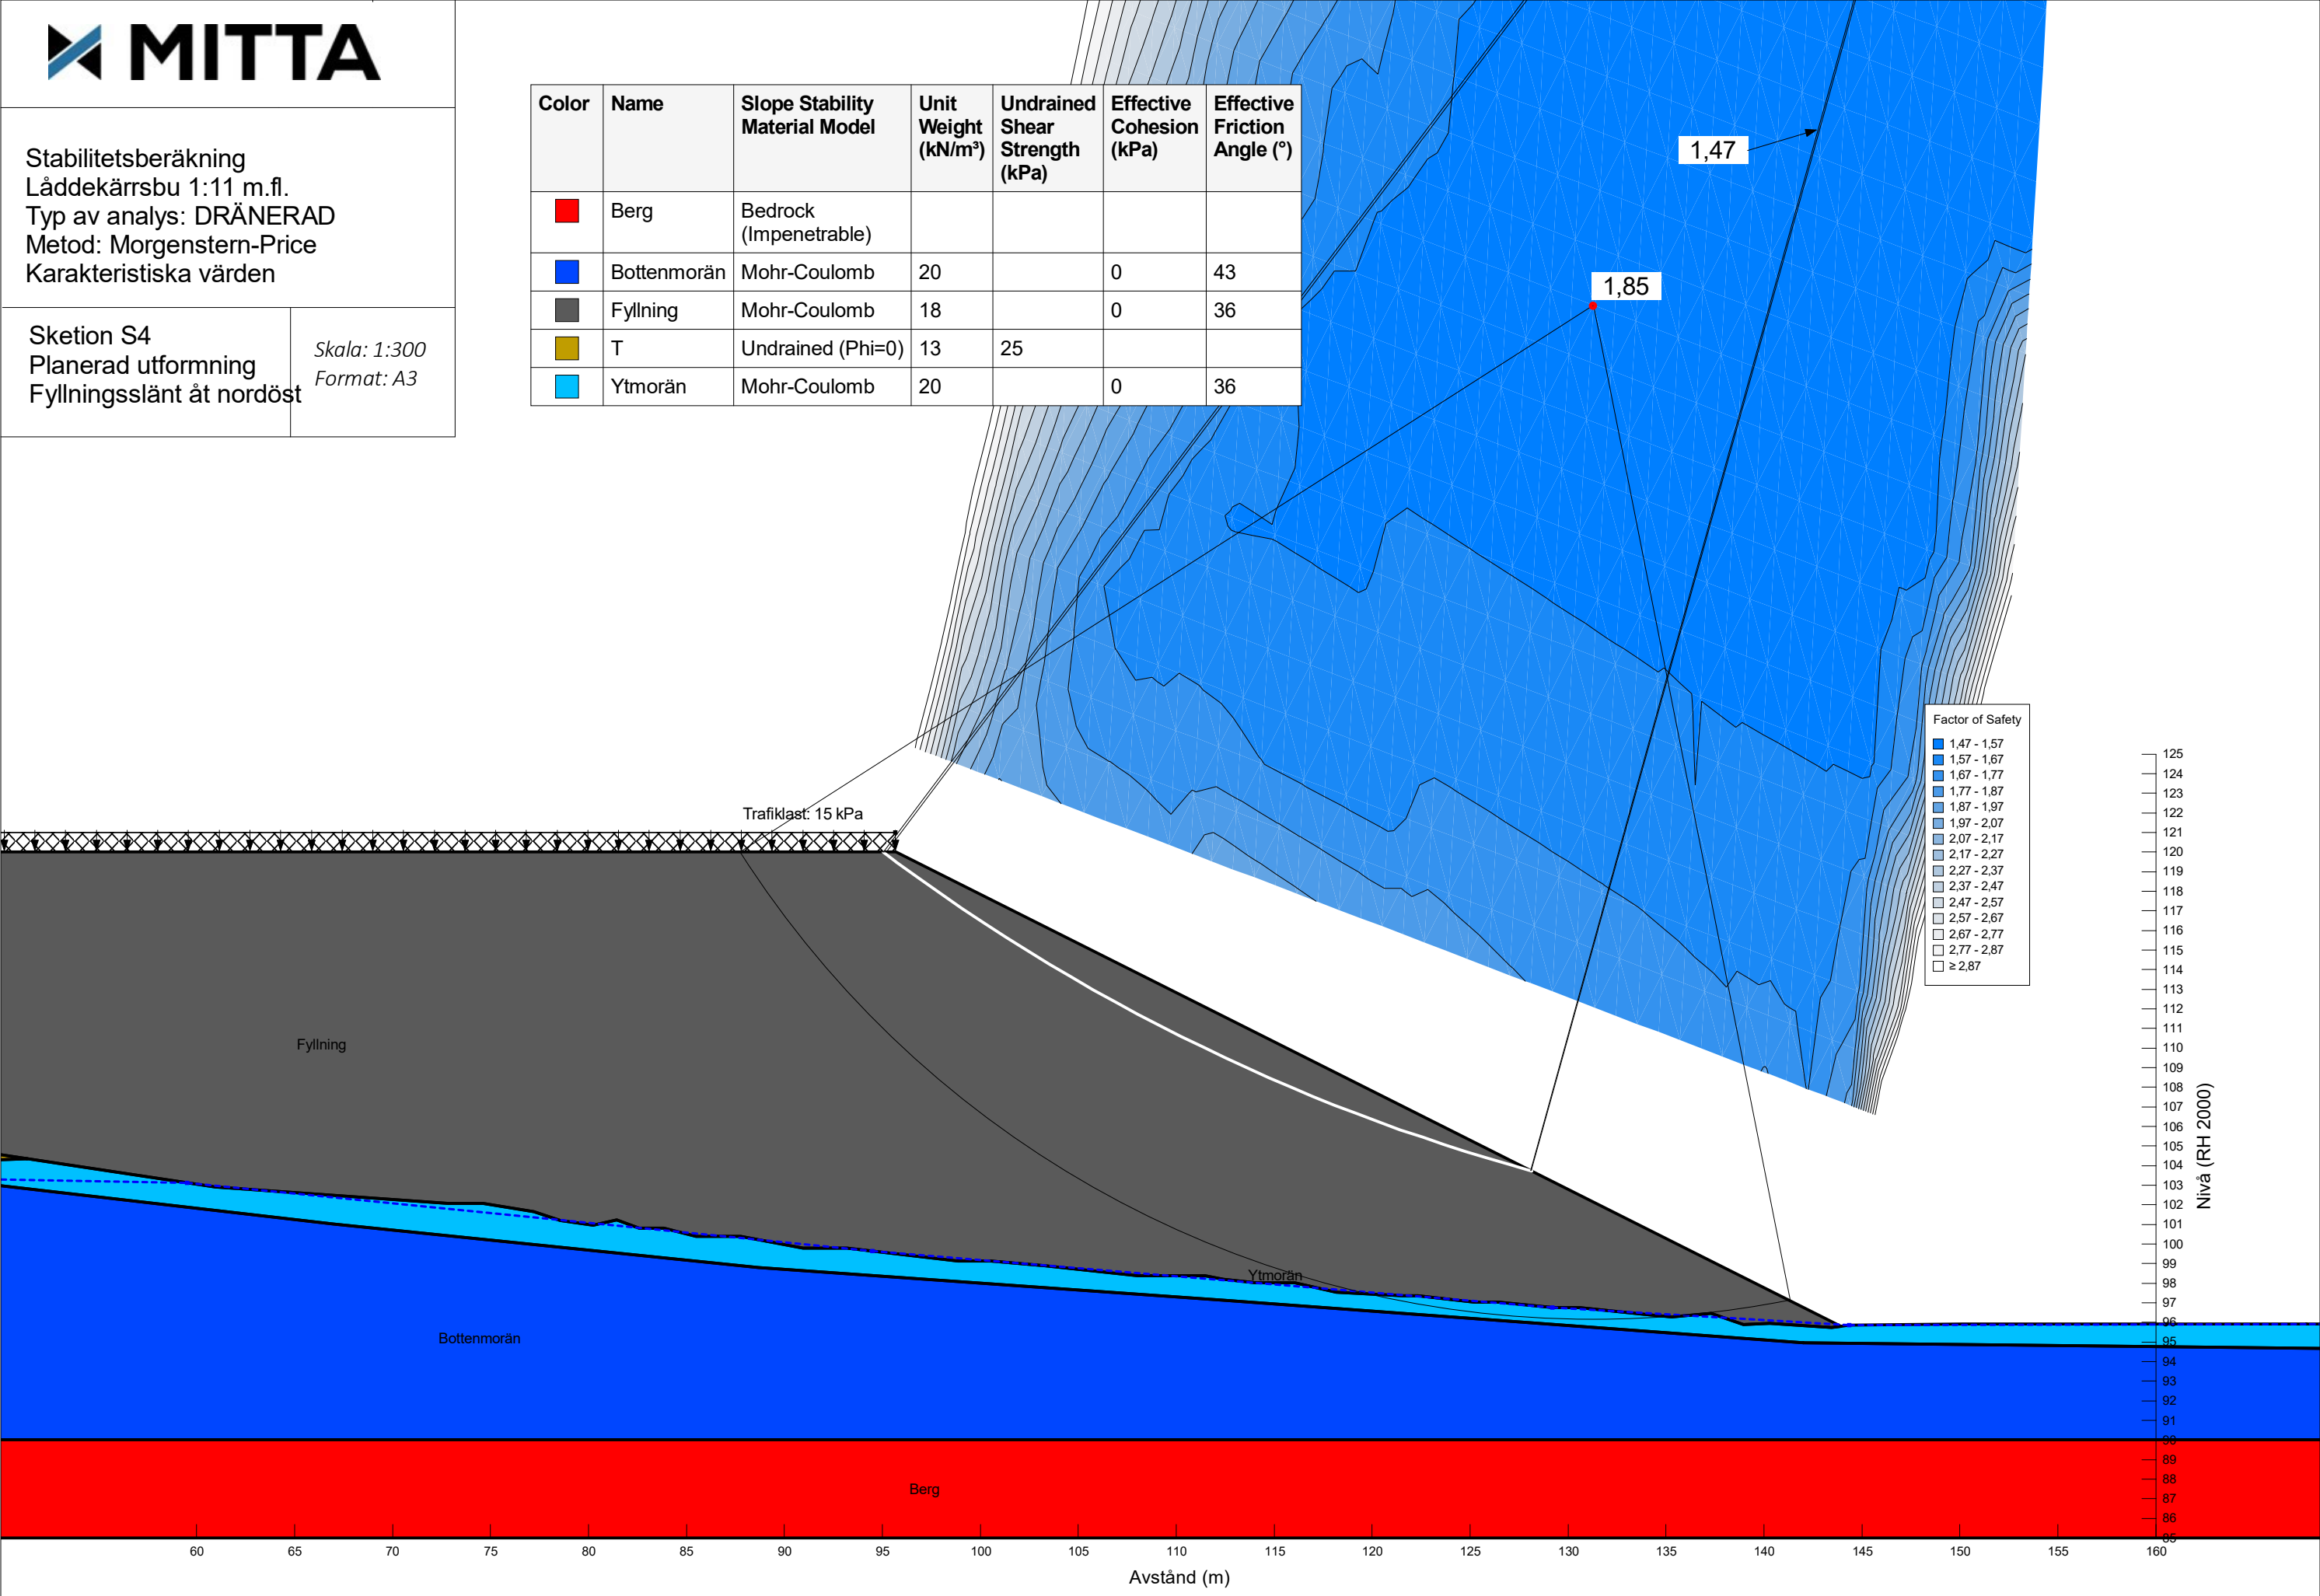 MITTA
Stabilitetsberäkning
Låddekärrsbu 1:11 m.fl.
Typ av analys: DRÄNERAD
Metod: Morgenstern-Price
Karakteristiska värden
Sketion S4
Planerad utformning
Fyllningsslänt åt nordöst
Skala: 1:300
Format: A3
Color Name Slope Stability Material Model Unit Weight (kN/m³) Undrained Shear Strength (kPa) Effective Cohesion (kPa) Effective Friction Angle (°)
Berg Bedrock (Impenetrable)
Bottenmorän Mohr-Coulomb 20 0 43
Fyllning Mohr-Coulomb 18 0 36
T Undrained (Phi=0) 13 25
Ytmorän Mohr-Coulomb 20 0 36
1,47
1,85
Factor of Safety
1,47 - 1,57
1,57 - 1,67
1,67 - 1,77
1,77 - 1,87
1,87 - 1,97
1,97 - 2,07
2,07 - 2,17
2,17 - 2,27
2,27 - 2,37
2,37 - 2,47
2,47 - 2,57
2,57 - 2,67
2,67 - 2,77
2,77 - 2,87
≥ 2,87
Trafiklast: 15 kPa
Fyllning
Ytmorän
Bottenmorän
Berg
125
124
123
122
121
120
119
118
117
116
115
114
113
112
111
110
109
108
107
106
105
104
103
102
101
100
99
98
97
96
95
94
93
92
91
90
89
88
87
86
85
Nivå (RH 2000)
60 65 70 75 80 85 90 95 100 105 110 115 120 125 130 135 140 145 150 155 160
Avstånd (m)